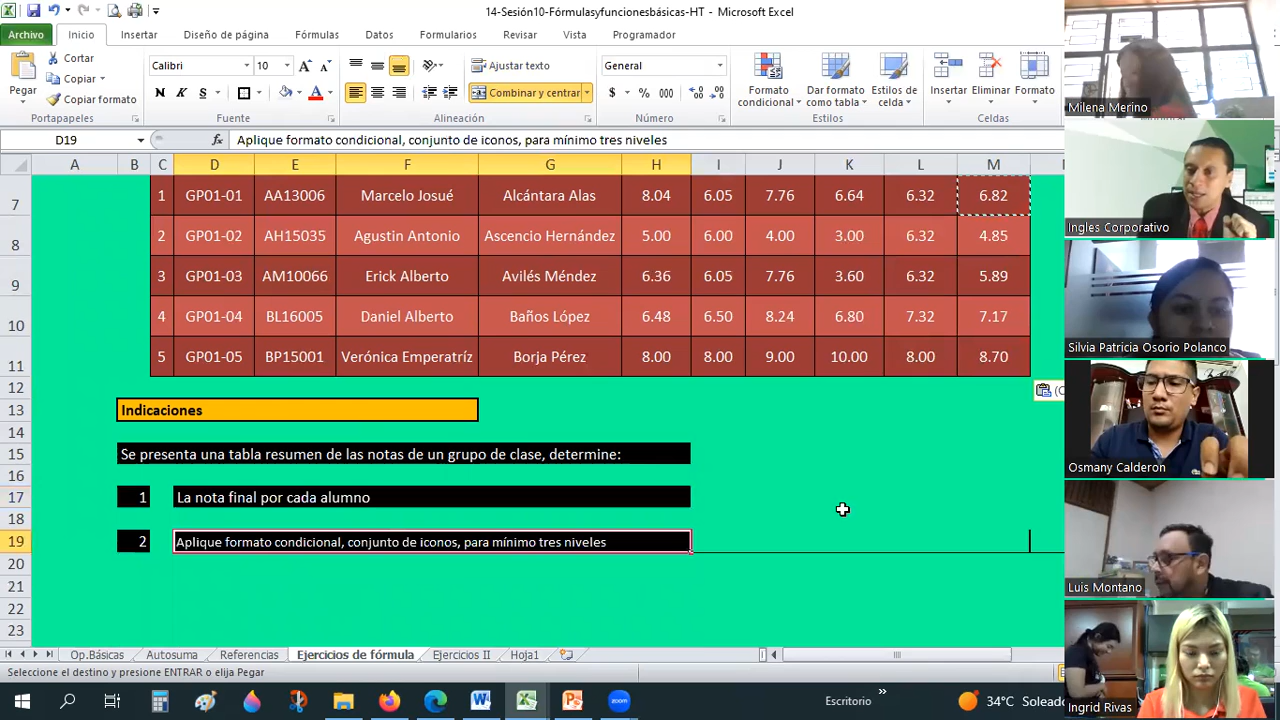 14-Sesión10-Fórmulasyfuncionesbásicas-HT - Microsoft Excel
Archivo Inicio Insertar Diseño de página Fórmulas Datos Revisar Vista Programador
Pegar
Cortar
Copiar
Copiar formato
Portapapeles
Calibri 10
N K S
Fuente
Ajustar texto
Combinar y centrar
Alineación
General
$ % 000
Número
Formato condicional
Dar formato como tabla
Estilos de celda
Estilos
Insertar Eliminar Formato
Celdas
D19 fx Aplique formato condicional, conjunto de iconos, para mínimo tres niveles
A B C D E F G H I J K L M
7 1 GP01-01 AA13006 Marcelo Josué Alcántara Alas 8.04 6.05 7.76 6.64 6.32 6.82
8 2 GP01-02 AH15035 Agustín Antonio Ascencio Hernández 5.00 6.00 4.00 3.00 6.32 4.85
9 3 GP01-03 AM10066 Erick Alberto Avilés Méndez 6.36 6.05 7.76 3.60 6.32 5.89
10 4 GP01-04 BL16005 Daniel Alberto Baños López 6.48 6.50 8.24 6.80 7.32 7.17
11 5 GP01-05 BP15001 Verónica Emperatríz Borja Pérez 8.00 8.00 9.00 10.00 8.00 8.70
12
13 Indicaciones
14
15 Se presenta una tabla resumen de las notas de un grupo de clase, determine:
16
17 1 La nota final por cada alumno
18
19 2 Aplique formato condicional, conjunto de iconos, para mínimo tres niveles
20
21
22
23
Op.Básicas Autosuma Referencias Ejercicios de fórmula Ejercicios II Hoja1
Seleccione el destino y presione ENTRAR o elija Pegar
Escritorio » 34°C Soleado
Milena Merino
Ingles Corporativo
Silvia Patricia Osorio Polanco
Osmany Calderon
Luis Montano
Ingrid Rivas